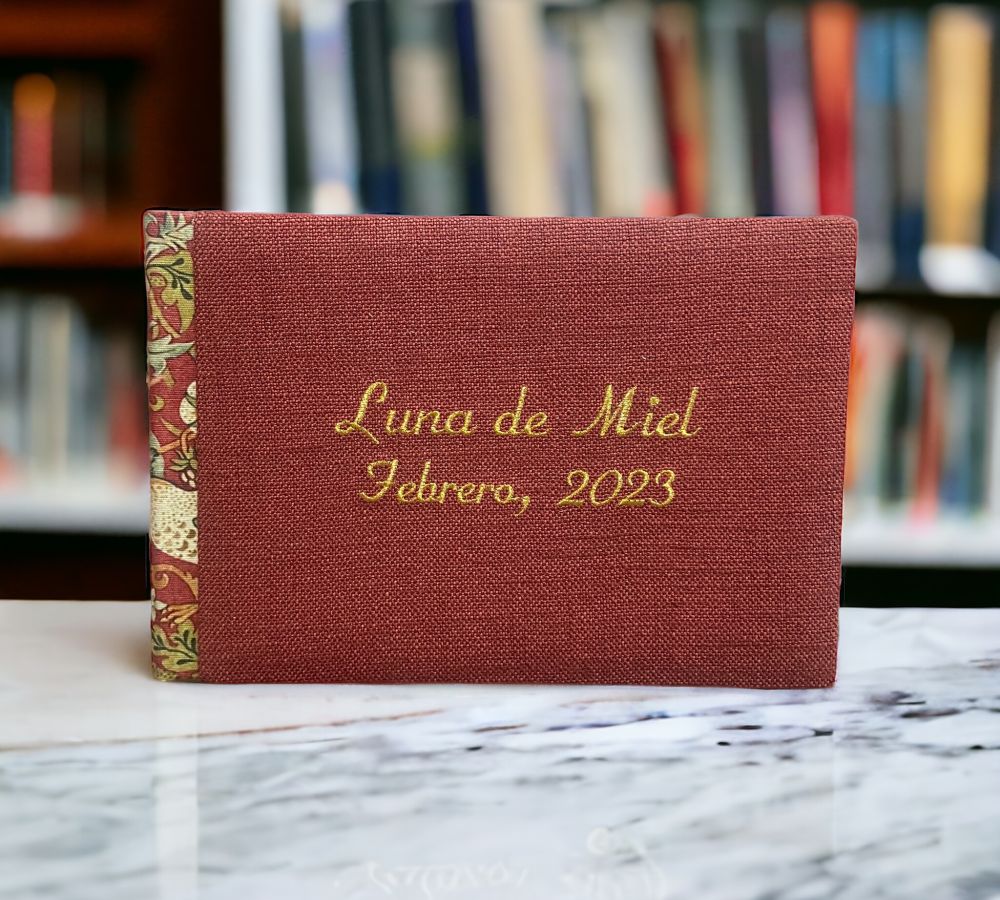 Luna de Miel
Febrero, 2023